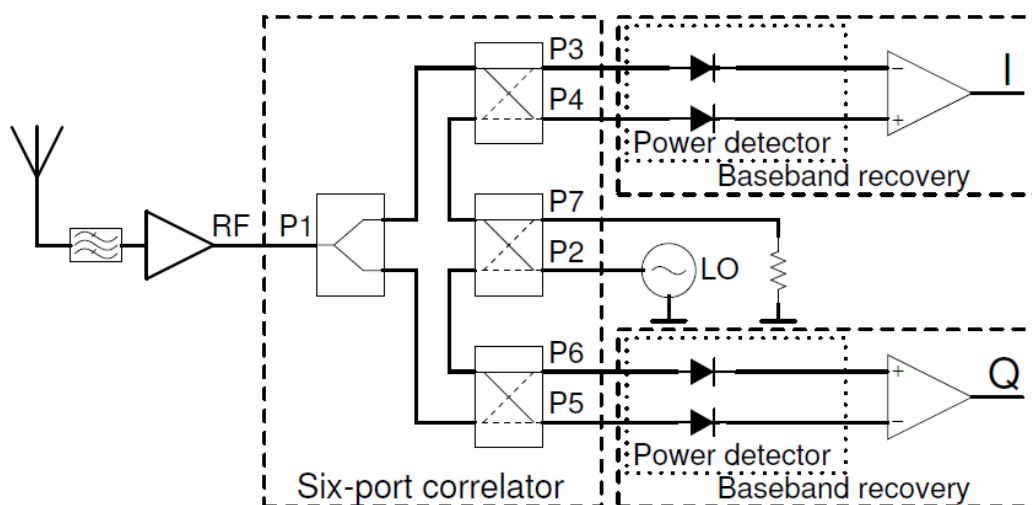 P3
I
P4
Power detector
Baseband recovery
RF
P1
P7
P2
LO
P6
Q
P5
Power detector
Baseband recovery
Six-port correlator